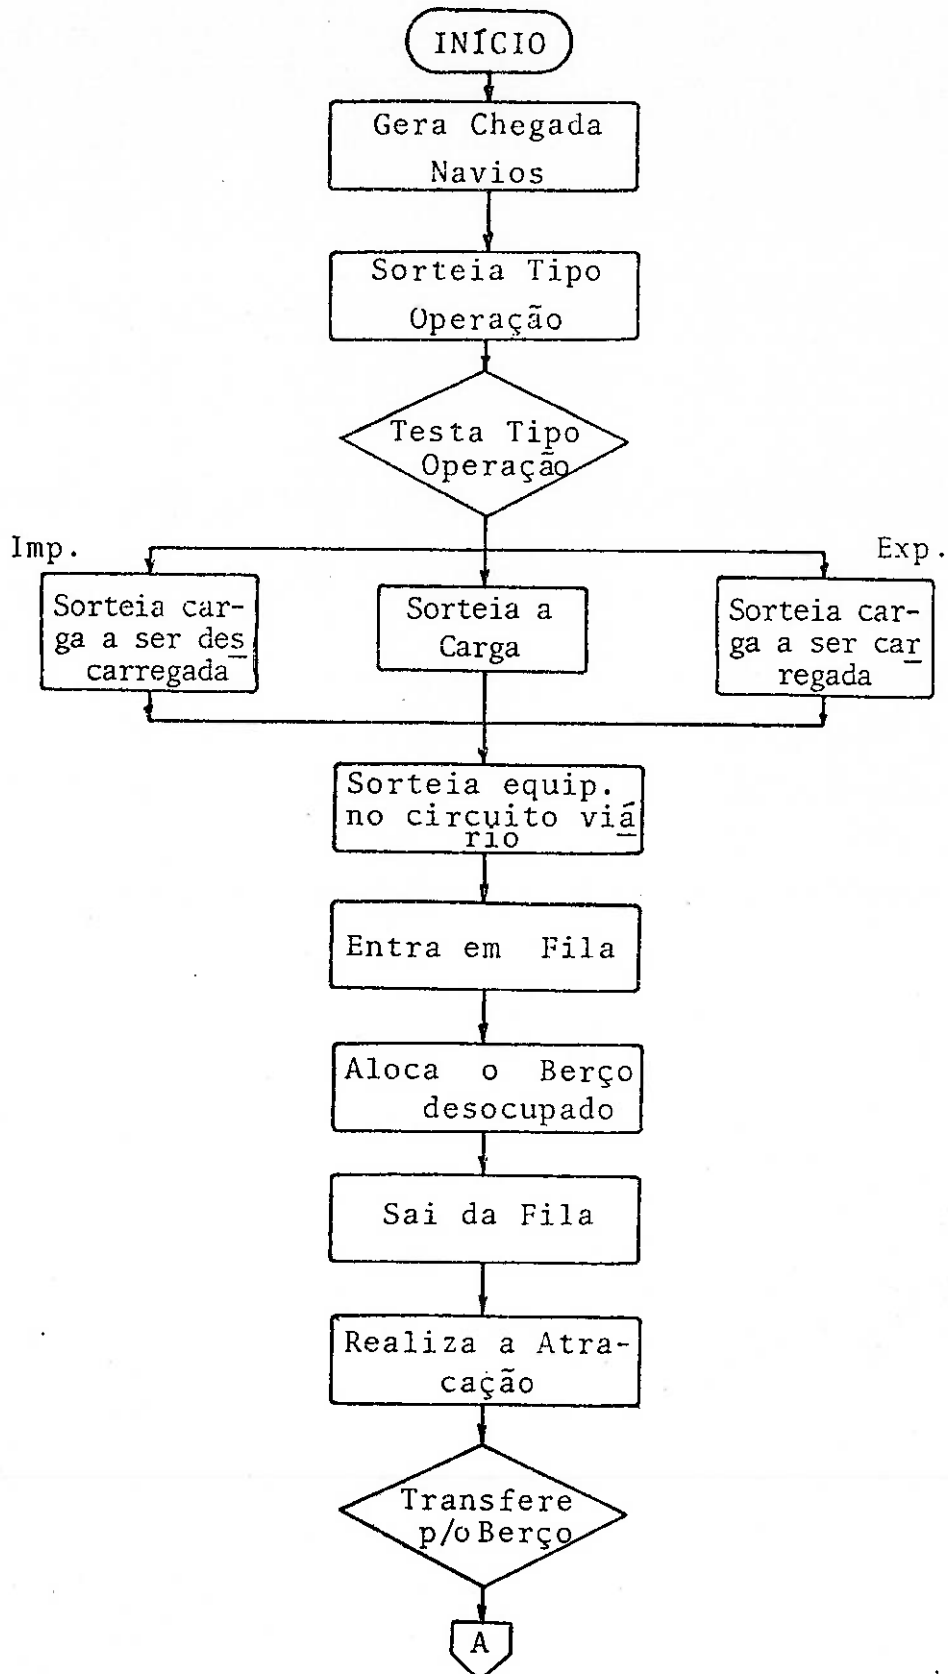 INÍCIO
Gera Chegada
Navios
Sorteia Tipo
Operação
Testa Tipo
Operação
Imp.
Exp.
Sorteia car-
ga a ser des
carregada
Sorteia a
Carga
Sorteia car-
ga a ser car
regada
Sorteia equip.
no circuito viá
rio
Entra em Fila
Aloca o Berço
desocupado
Sai da Fila
Realiza a Atra-
cação
Transfere
p/o Berço
A